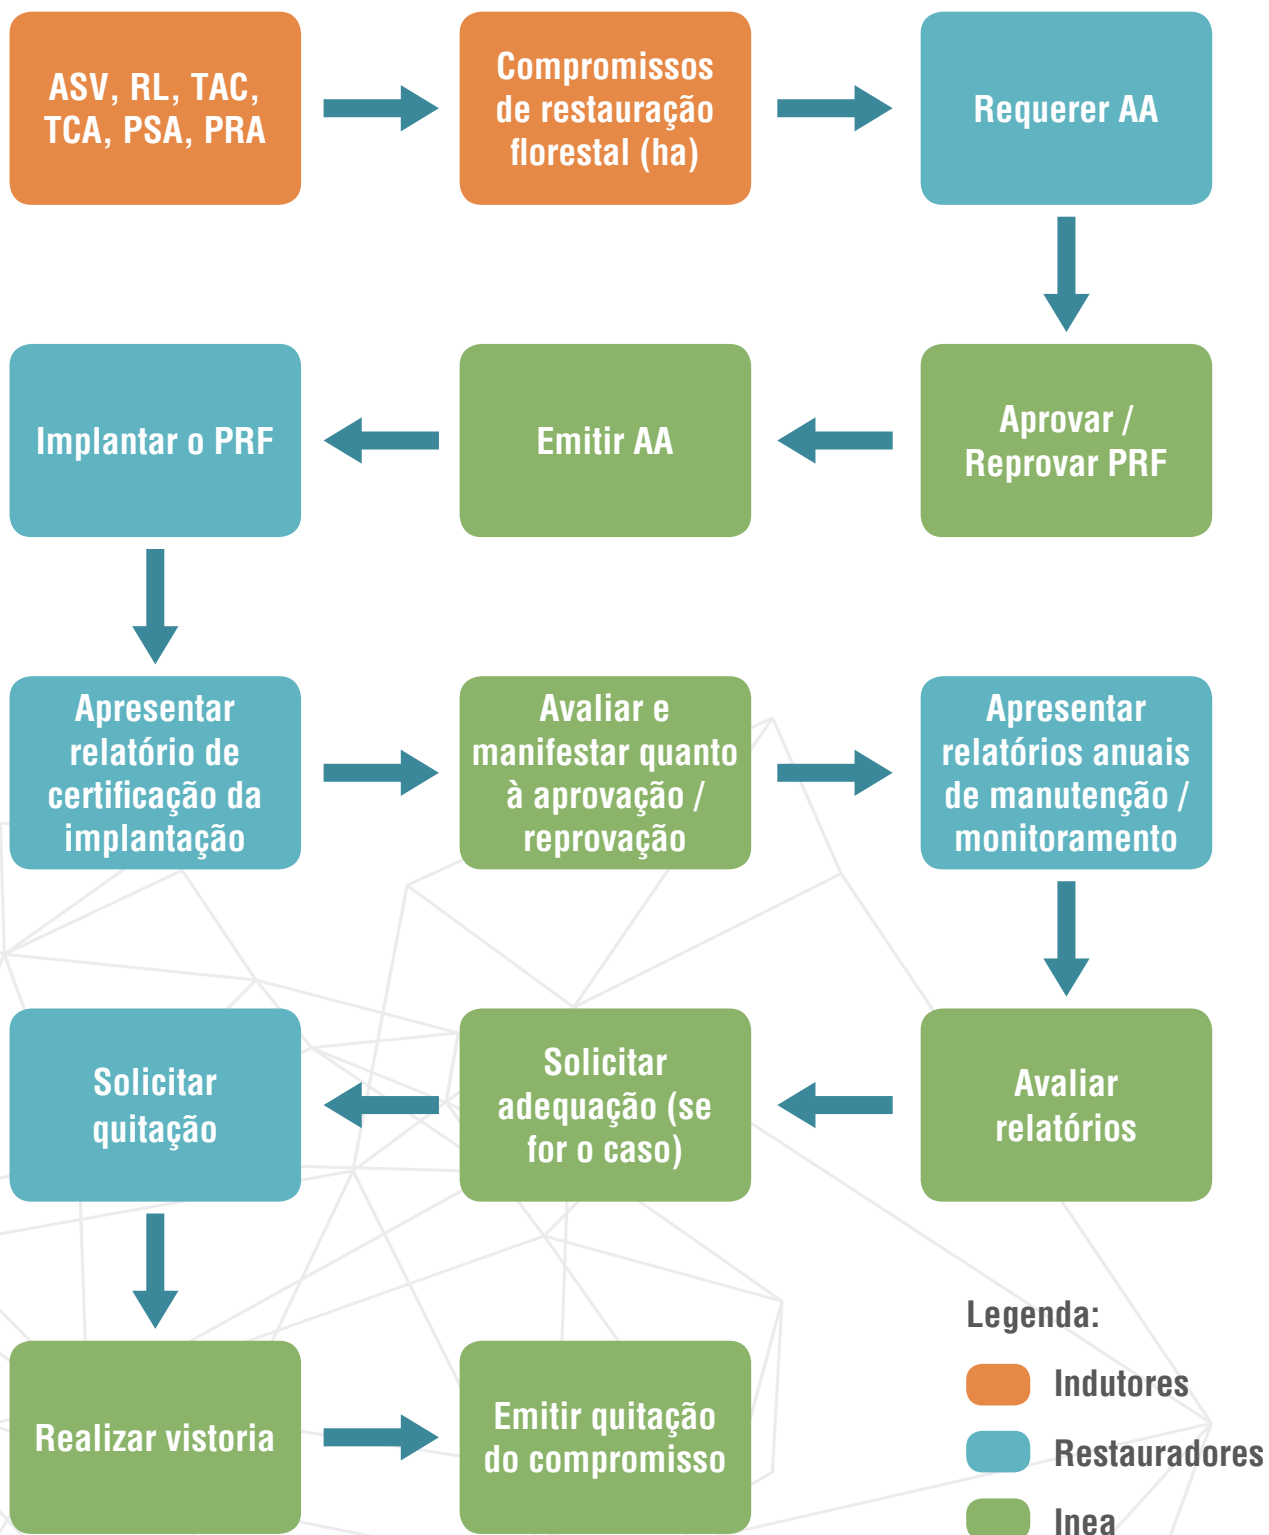 ASV, RL, TAC,
TCA, PSA, PRA
Compromissos
de restauração
florestal (ha)
Requerer AA
Aprovar /
Reprovar PRF
Emitir AA
Implantar o PRF
Apresentar
relatório de
certificação da
implantação
Avaliar e
manifestar quanto
à aprovação /
reprovação
Apresentar
relatórios anuais
de manutenção /
monitoramento
Avaliar
relatórios
Solicitar
adequação (se
for o caso)
Solicitar
quitação
Realizar vistoria
Emitir quitação
do compromisso
Legenda:
Indutores
Restauradores
Inea